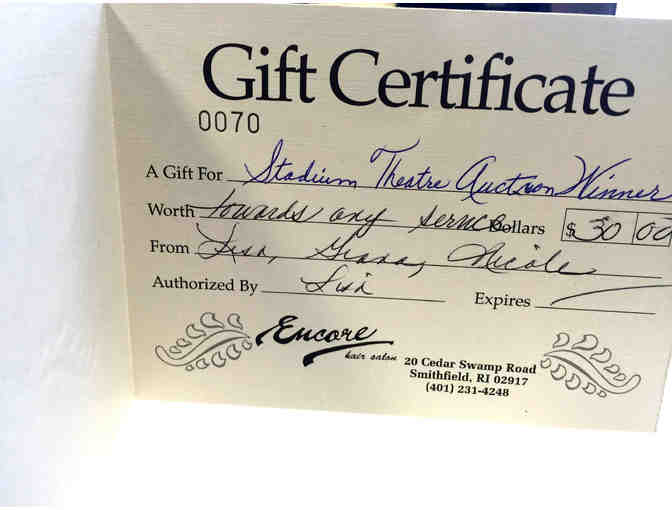 Gift Certificate
0070
A Gift For Stadium Theatre Auction Winner
Worth towards any service Dollars $ 30 00
From Lisa, Nicole
Authorized By Lisa Expires
Encore
hair salon
20 Cedar Swamp Road
Smithfield, RI 02917
(401) 231-4248